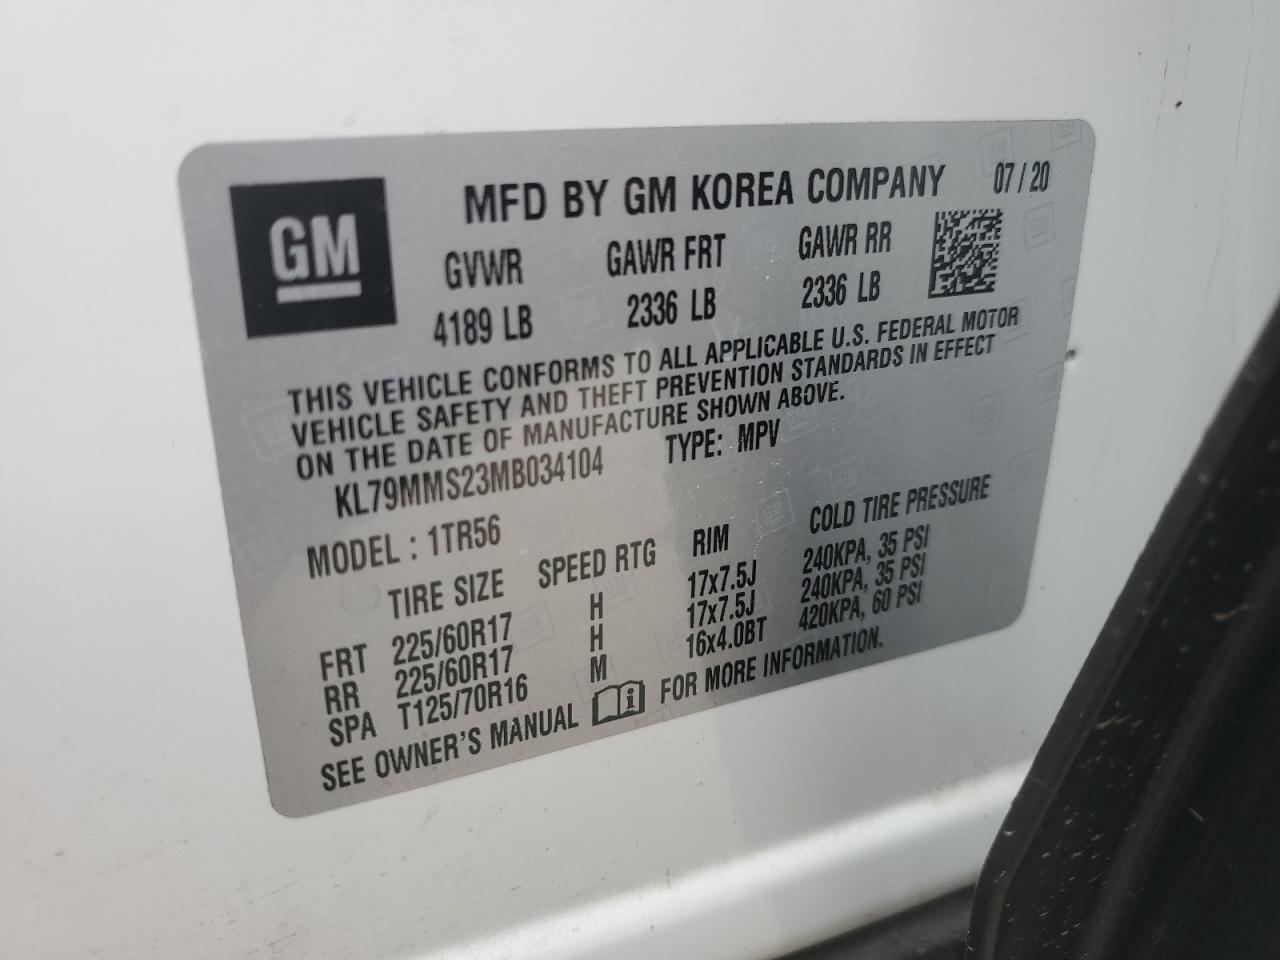 GM
MFD BY GM KOREA COMPANY 07/20
GVWR GAWR FRT GAWR RR
4189 LB 2336 LB 2336 LB
THIS VEHICLE CONFORMS TO ALL APPLICABLE U.S. FEDERAL MOTOR
VEHICLE SAFETY AND THEFT PREVENTION STANDARDS IN EFFECT
ON THE DATE OF MANUFACTURE SHOWN ABOVE.
KL79MMS23MB034104 TYPE: MPV
MODEL : 1TR56
TIRE SIZE SPEED RTG RIM COLD TIRE PRESSURE
FRT 225/60R17 H 17x7.5J 240KPA, 35 PSI
RR 225/60R17 H 17x7.5J 240KPA, 35 PSI
SPA T125/70R16 M 16x4.0BT 420KPA, 60 PSI
SEE OWNER'S MANUAL i FOR MORE INFORMATION.